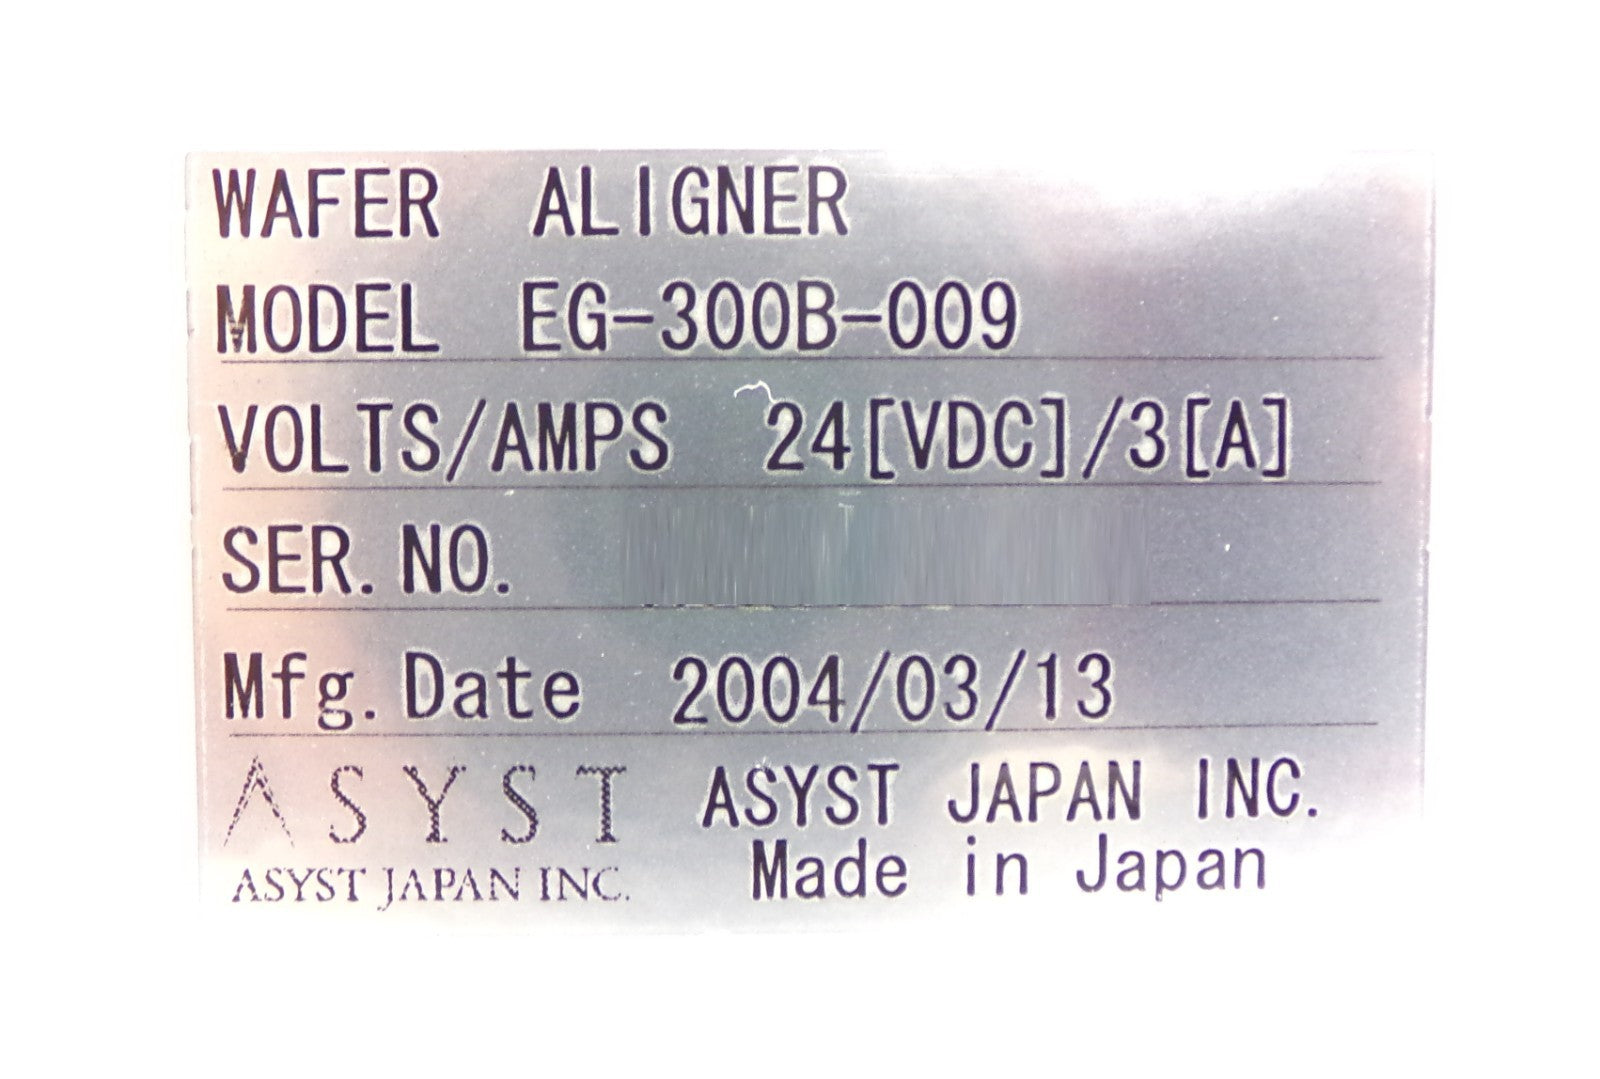 WAFER ALIGNER
MODEL EG-300B-009
VOLTS/AMPS 24[VDC]/3[A]
SER. NO.
Mfg. Date 2004/03/13
ASYST
ASYST JAPAN INC.
ASYST JAPAN INC.
Made in Japan